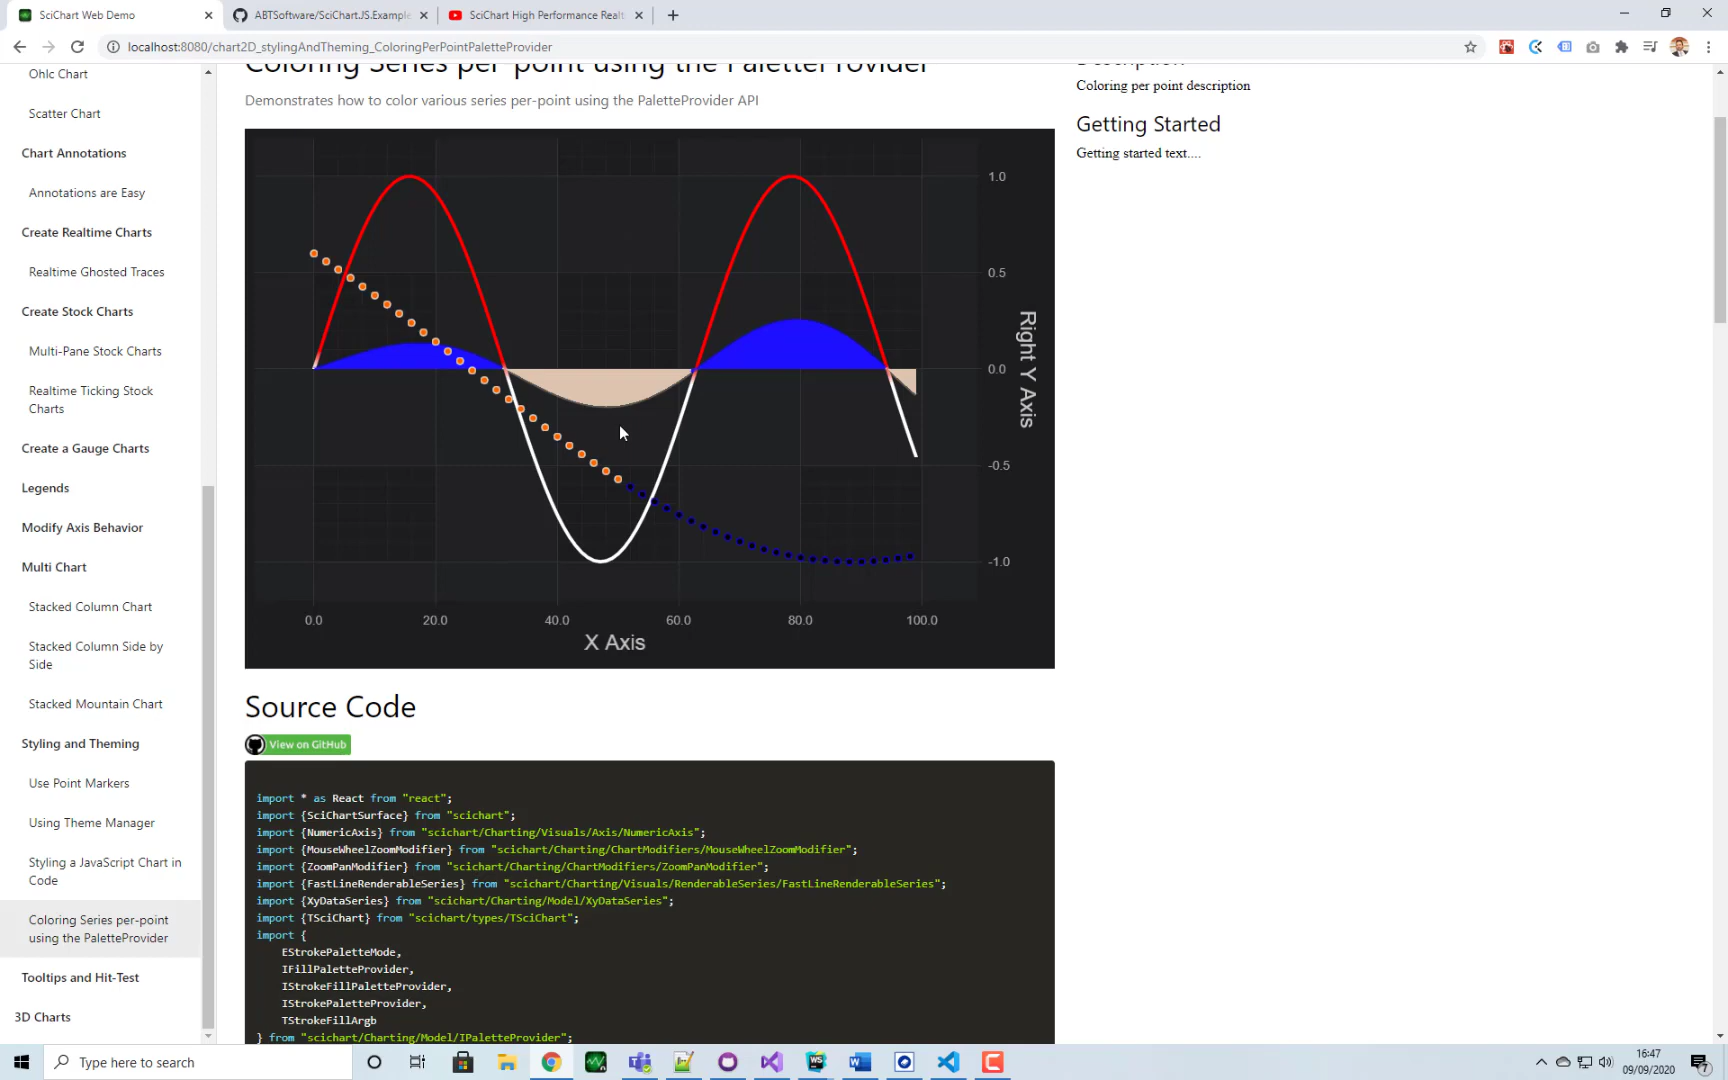 SciChart Web Demo
ABTSoftware/SciChart.JS.Example
SciChart High Performance Realt
localhost:8080/chart2D_stylingAndTheming_ColoringPerPointPaletteProvider
Ohlc Chart
Scatter Chart
Chart Annotations
Annotations are Easy
Create Realtime Charts
Realtime Ghosted Traces
Create Stock Charts
Multi-Pane Stock Charts
Realtime Ticking Stock
Charts
Create a Gauge Charts
Legends
Modify Axis Behavior
Multi Chart
Stacked Column Chart
Stacked Column Side by
Side
Stacked Mountain Chart
Styling and Theming
Use Point Markers
Using Theme Manager
Styling a JavaScript Chart in
Code
Coloring Series per-point
using the PaletteProvider
Tooltips and Hit-Test
3D Charts
Coloring Series per-point using the PaletteProvider
Demonstrates how to color various series per-point using the PaletteProvider API
1.0
0.5
0.0
-0.5
-1.0
Right Y Axis
0.0 20.0 40.0 60.0 80.0 100.0
X Axis
Source Code
View on GitHub
import * as React from "react";
import {SciChartSurface} from "scichart";
import {NumericAxis} from "scichart/Charting/Visuals/Axis/NumericAxis";
import {MouseWheelZoomModifier} from "scichart/Charting/ChartModifiers/MouseWheelZoomModifier";
import {ZoomPanModifier} from "scichart/Charting/ChartModifiers/ZoomPanModifier";
import {FastLineRenderableSeries} from "scichart/Charting/Visuals/RenderableSeries/FastLineRenderableSeries";
import {XyDataSeries} from "scichart/Charting/Model/XyDataSeries";
import {TSciChart} from "scichart/types/TSciChart";
import {
EStrokePaletteMode,
IFillPaletteProvider,
IStrokeFillPaletteProvider,
IStrokePaletteProvider,
TStrokeFillArgb
} from "scichart/Charting/Model/IPaletteProvider";
Description
Coloring per point description
Getting Started
Getting started text....
Type here to search
16:47
09/09/2020
7